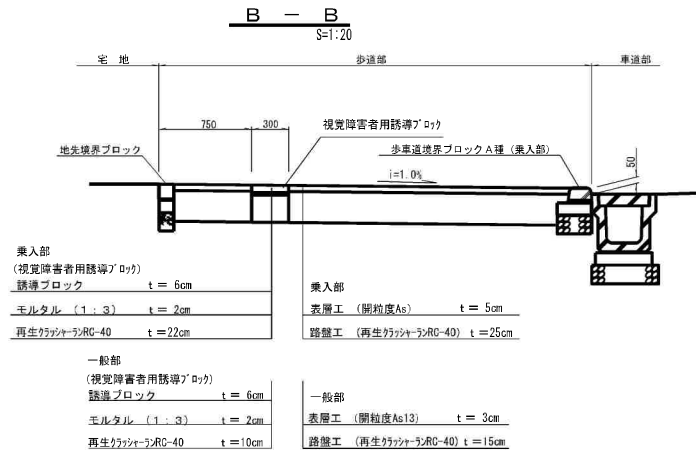 B － B
S=1:20
宅 地
歩道部
車道部
750
300
視覚障害者用誘導ﾌﾞﾛｯｸ
地先境界ブロック
歩車道境界ブロックＡ種（乗入部）
50
i=1.0%
乗入部
(視覚障害者用誘導ﾌﾞﾛｯｸ)
誘導ブロック t = 6cm
モルタル （1：3） t = 2cm
再生ｸﾗｯｼｬｰﾗﾝRC-40 t=22cm
乗入部
表層工 (開粒度As) t = 5cm
路盤工 (再生ｸﾗｯｼｬｰﾗﾝRC-40) t=25cm
一般部
(視覚障害者用誘導ﾌﾞﾛｯｸ)
誘導ブロック t = 6cm
モルタル （1：3） t = 2cm
再生ｸﾗｯｼｬｰﾗﾝRC-40 t=10cm
一般部
表層工 (開粒度As13) t = 3cm
路盤工 (再生ｸﾗｯｼｬｰﾗﾝRC-40) t=15cm